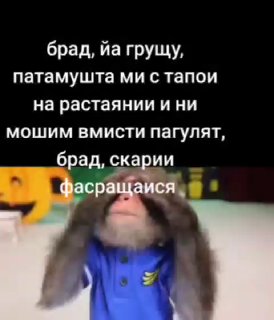 брад, йа грущу,
патамушта ми с тапои
на растаянии и ни
мошим вмисти пагулят,
брад, скарии
фасращаися